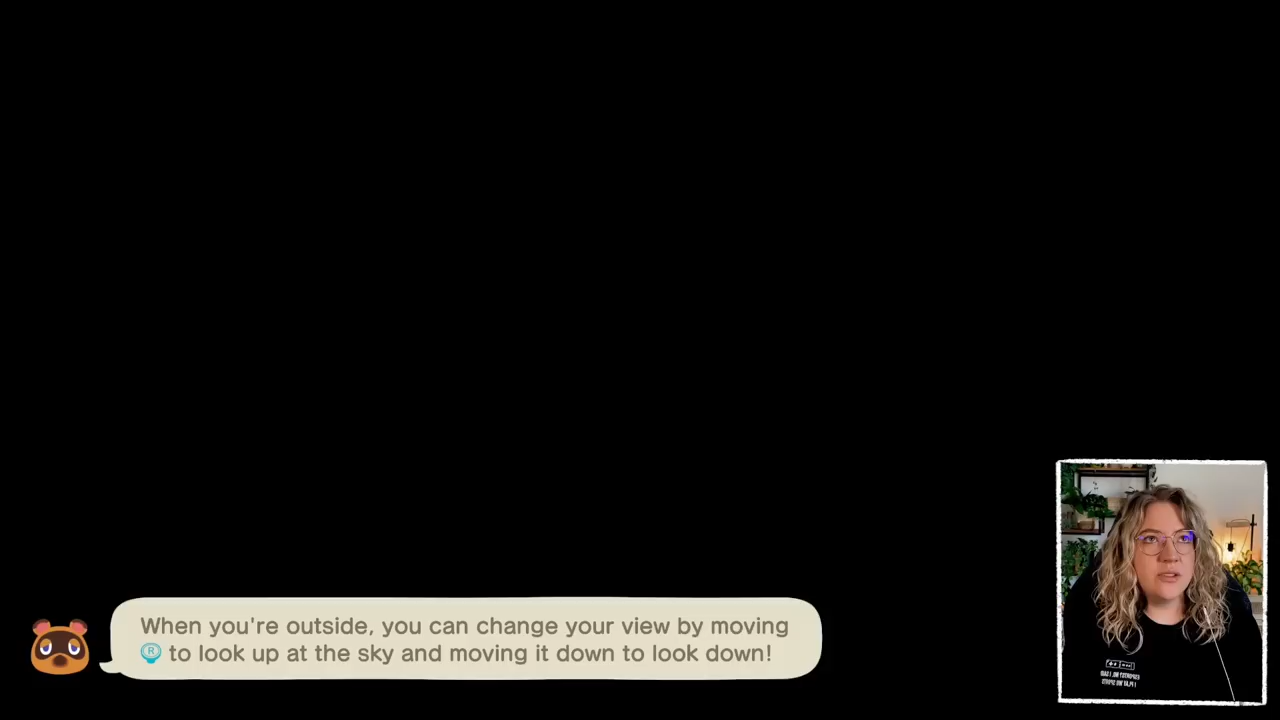 When you're outside, you can change your view by moving
R to look up at the sky and moving it down to look down!